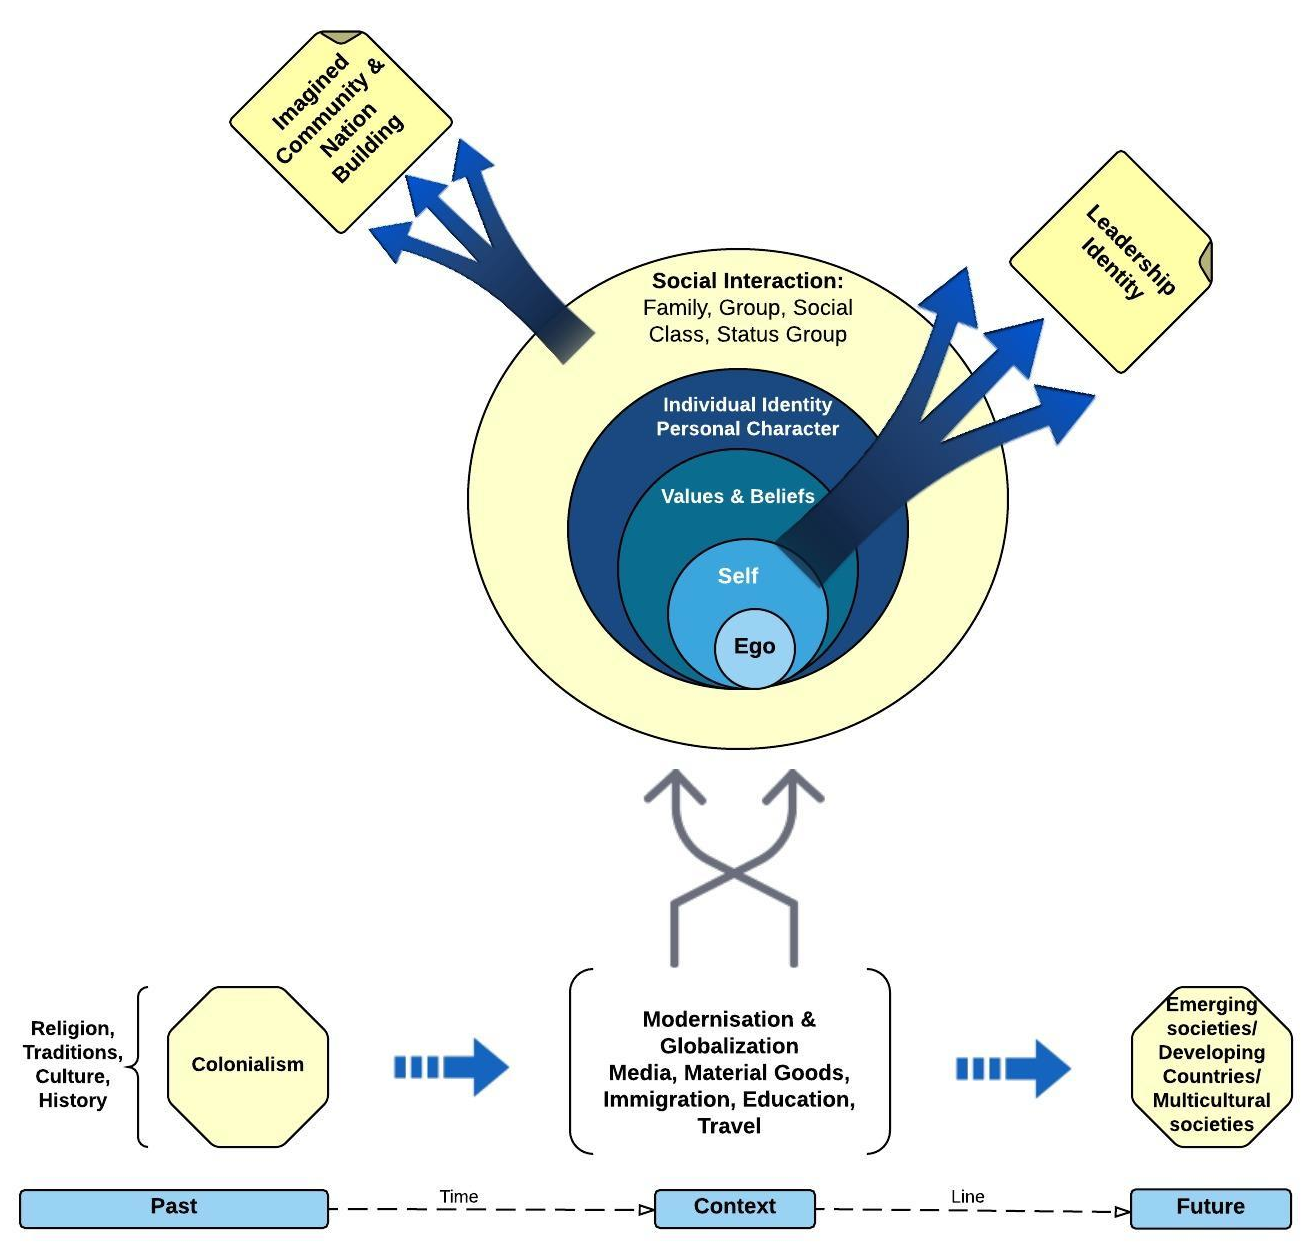 Imagined
Community &
Nation
Building
Leadership
Identity
Social Interaction:
Family, Group, Social
Class, Status Group
Individual Identity
Personal Character
Values & Beliefs
Self
Ego
Religion,
Traditions,
Culture,
History
Colonialism
Modernisation &
Globalization
Media, Material Goods,
Immigration, Education,
Travel
Emerging
societies/
Developing
Countries/
Multicultural
societies
Past
Time
Context
Line
Future